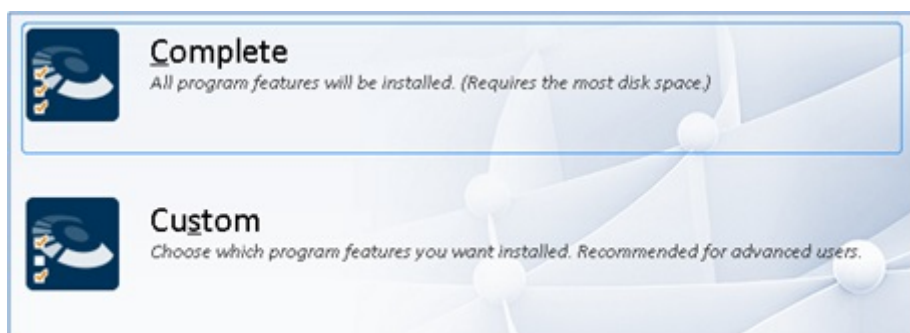 Complete
All program features will be installed. (Requires the most disk space.)
Custom
Choose which program features you want installed. Recommended for advanced users.